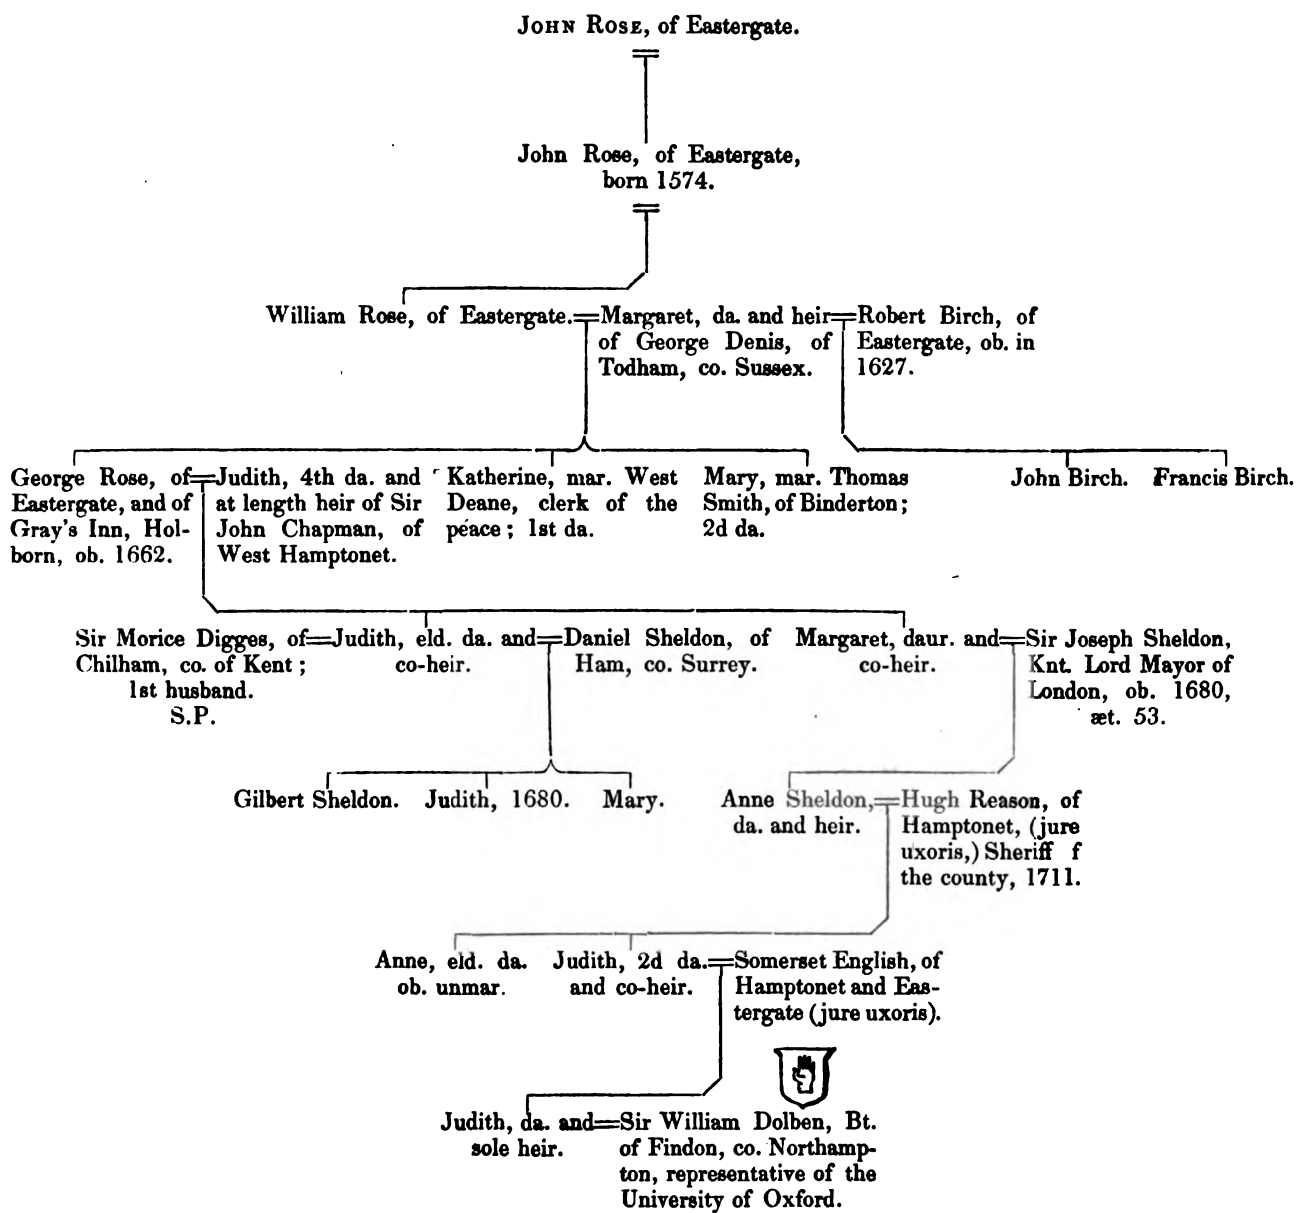 JOHN ROSE, of Eastergate.
John Rose, of Eastergate,
born 1574.
William Rose, of Eastergate.
Margaret, da. and heir
of George Denis, of
Todham, co. Sussex.
Robert Birch, of
Eastergate, ob. in
1627.
George Rose, of
Eastergate, and of
Gray's Inn, Hol-
born, ob. 1662.
Judith, 4th da. and
at length heir of Sir
John Chapman, of
West Hamptonet.
Katherine, mar. West
Deane, clerk of the
peace; 1st da.
Mary, mar. Thomas
Smith, of Binderton;
2d da.
John Birch.
Francis Birch.
Sir Morice Digges, of
Chilham, co. of Kent;
1st husband.
S.P.
Judith, eld. da. and
co-heir.
Daniel Sheldon, of
Ham, co. Surrey.
Margaret, daur. and
co-heir.
Sir Joseph Sheldon,
Knt. Lord Mayor of
London, ob. 1680,
æt. 53.
Gilbert Sheldon.
Judith, 1680.
Mary.
Anne Sheldon,
da. and heir.
Hugh Reason, of
Hamptonet, (jure
uxoris,) Sheriff f
the county, 1711.
Anne, eld. da.
ob. unmar.
Judith, 2d da.
and co-heir.
Somerset English, of
Hamptonet and Eas-
tergate (jure uxoris).
Judith, da. and
sole heir.
Sir William Dolben, Bt.
of Findon, co. Northamp-
ton, representative of the
University of Oxford.